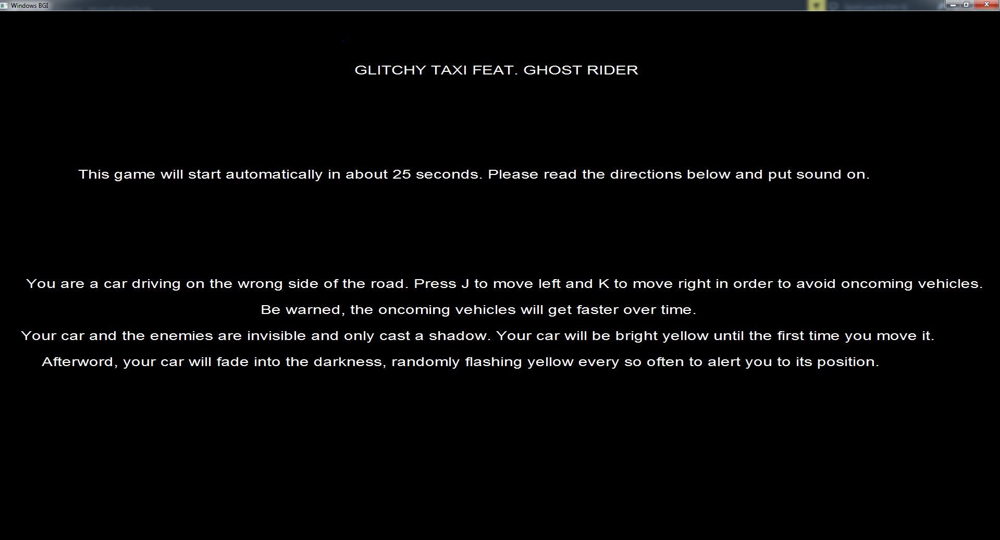 Windows BGI
GLITCHY TAXI FEAT. GHOST RIDER
This game will start automatically in about 25 seconds. Please read the directions below and put sound on.
You are a car driving on the wrong side of the road. Press J to move left and K to move right in order to avoid oncoming vehicles.
Be warned, the oncoming vehicles will get faster over time.
Your car and the enemies are invisible and only cast a shadow. Your car will be bright yellow until the first time you move it.
Afterword, your car will fade into the darkness, randomly flashing yellow every so often to alert you to its position.